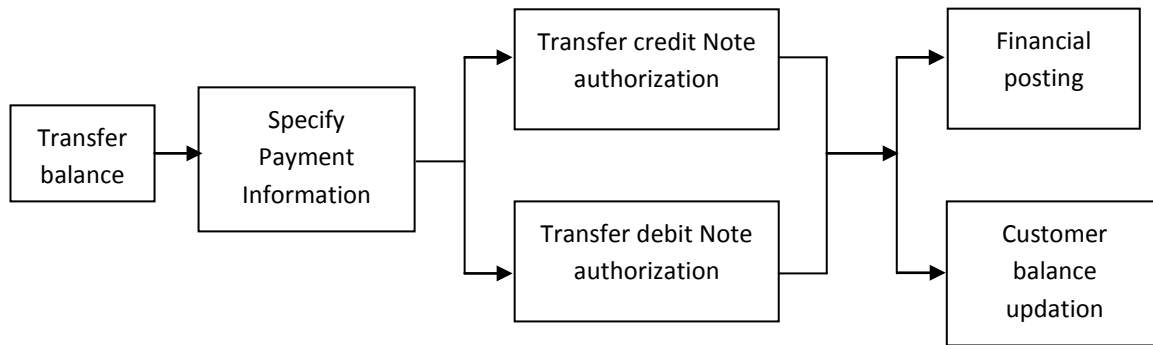 Transfer
balance
Specify
Payment
Information
Transfer credit Note
authorization
Transfer debit Note
authorization
Financial
posting
Customer
balance
updation